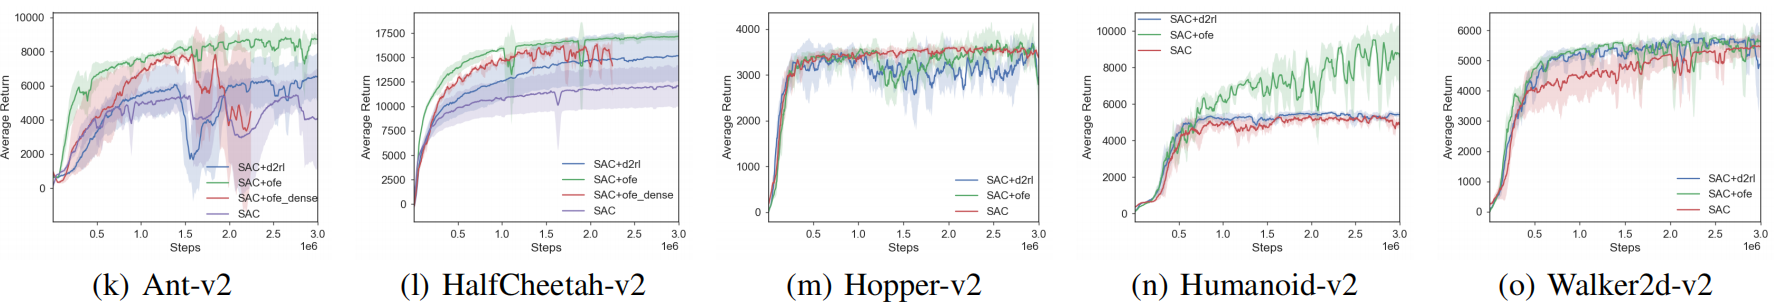 10000
8000
6000
4000
2000
0
Average Return
SAC+d2rl
SAC+ofe
SAC+ofe_dense
SAC
0.5 1.0 1.5 2.0 2.5 3.0
Steps
1e6
(k) Ant-v2
17500
15000
12500
10000
7500
5000
2500
0
Average Return
SAC+d2rl
SAC+ofe
SAC+ofe_dense
SAC
0.5 1.0 1.5 2.0 2.5 3.0
Steps
1e6
(l) HalfCheetah-v2
4000
3000
2000
1000
0
Average Return
SAC+d2rl
SAC+ofe
SAC
0.5 1.0 1.5 2.0 2.5 3.0
Steps
1e6
(m) Hopper-v2
SAC+d2rl
SAC+ofe
SAC
10000
8000
6000
4000
2000
0
Average Return
0.5 1.0 1.5 2.0 2.5 3.0
Steps
1e6
(n) Humanoid-v2
6000
5000
4000
3000
2000
1000
0
Average Return
SAC+d2rl
SAC+ofe
SAC
0.5 1.0 1.5 2.0 2.5 3.0
Steps
1e6
(o) Walker2d-v2